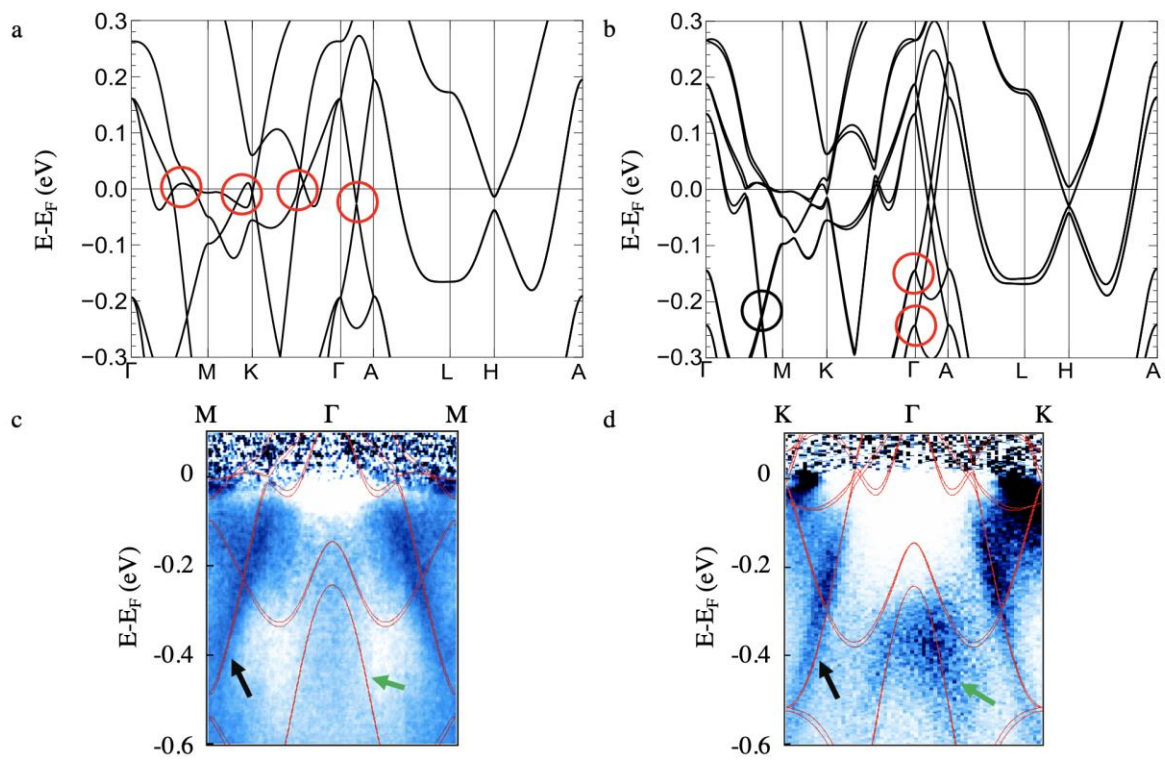 a
b
0.3
0.2
0.1
0.0
−0.1
−0.2
−0.3
E-E_F (eV)
Γ M K Γ A L H A
0.3
0.2
0.1
0.0
−0.1
−0.2
−0.3
E-E_F (eV)
Γ M K Γ A L H A
c
M Γ M
0
-0.2
-0.4
-0.6
E-E_F (eV)
d
K Γ K
0
-0.2
-0.4
-0.6
E-E_F (eV)